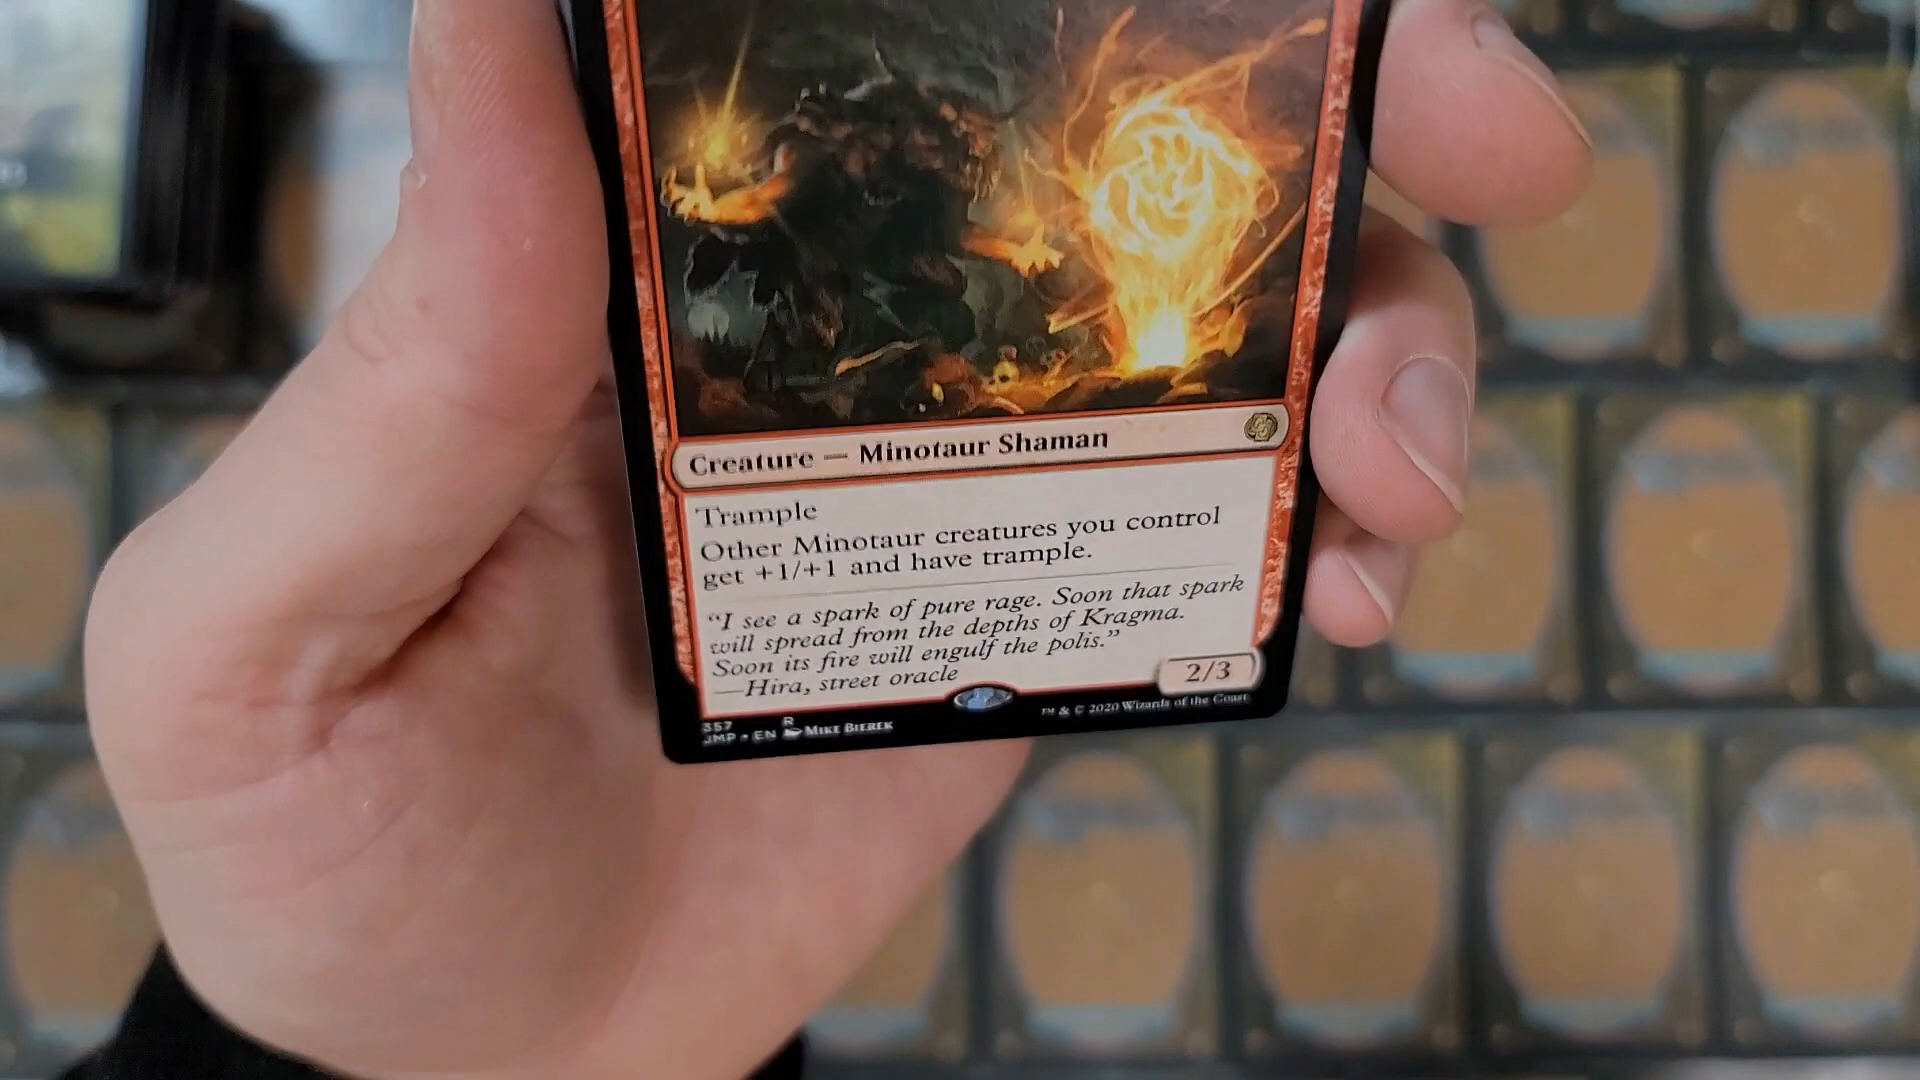 Creature — Minotaur Shaman
Trample
Other Minotaur creatures you control
get +1/+1 and have trample.
“I see a spark of pure rage. Soon that spark
will spread from the depths of Kragma.
Soon its fire will engulf the polis.”
—Hira, street oracle
2/3
357 R
JMP • EN MIKE BIEREK
™ & © 2020 Wizards of the Coast